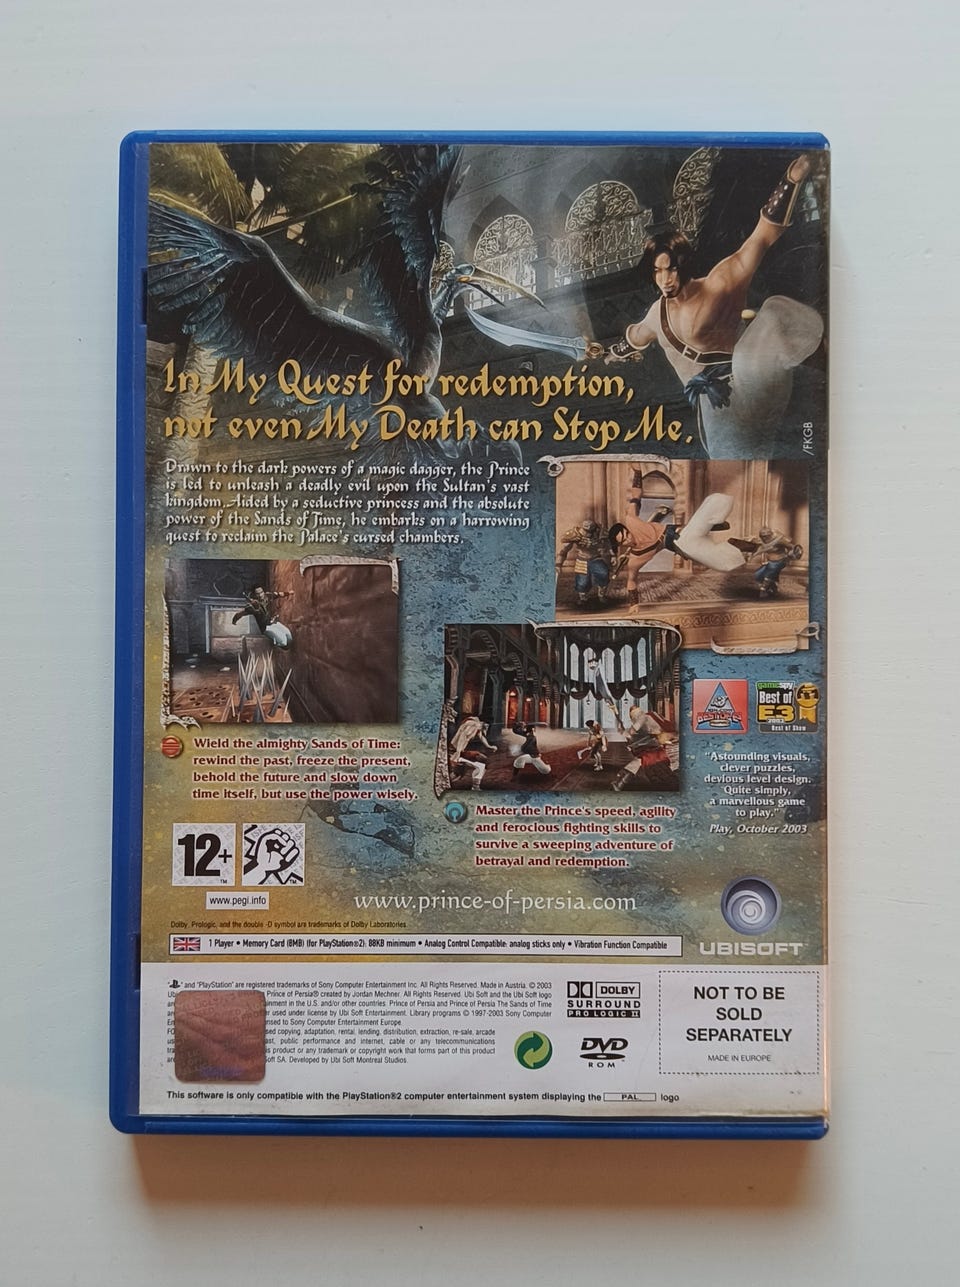 In My Quest for redemption,
not even My Death can Stop Me.
/FKGB
Drawn to the dark powers of a magic dagger, the Prince
is led to unleash a deadly evil upon the Sultan's vast
kingdom. Aided by a seductive princess and the absolute
power of the Sands of Time, he embarks on a harrowing
quest to reclaim the Palace's cursed chambers.
gamespy
Best of
E3
2003
Best of Show
Wield the almighty Sands of Time:
rewind the past, freeze the present,
behold the future and slow down
time itself, but use the power wisely.
"Astounding visuals,
clever puzzles,
devious level design.
Quite simply,
a marvellous game
to play."
Play, October 2003
Master the Prince's speed, agility
and ferocious fighting skills to
survive a sweeping adventure of
betrayal and redemption.
12+
TM
TM
www.pegi.info
www.prince-of-persia.com
UBISOFT
Dolby, Prologic, and the double -D symbol are trademarks of Dolby Laboratories
1 Player • Memory Card (8MB) (for PlayStation®2): 88KB minimum • Analog Control Compatible: analog sticks only • Vibration Function Compatible
" " and "PlayStation" are registered trademarks of Sony Computer Entertainment Inc. All Rights Reserved. Made in Austria. © 2003
Prince of Persia® created by Jordan Mechner. All Rights Reserved. Ubi Soft and the Ubi Soft logo
in the U.S. and/or other countries. Prince of Persia and Prince of Persia The Sands of Time
used under license by Ubi Soft Entertainment. Library programs © 1997-2003 Sony Computer
to Sony Computer Entertainment Europe.
copying, adaptation, rental, lending, distribution, extraction, re-sale, arcade
public performance and internet, cable or any telecommunications
product or any trademark or copyright work that forms part of this product
SA. Developed by Ubi Soft Montreal Studios.
DOLBY
SURROUND
PRO LOGIC II
DVD
ROM
NOT TO BE
SOLD
SEPARATELY
MADE IN EUROPE
This software is only compatible with the PlayStation®2 computer entertainment system displaying the PAL logo